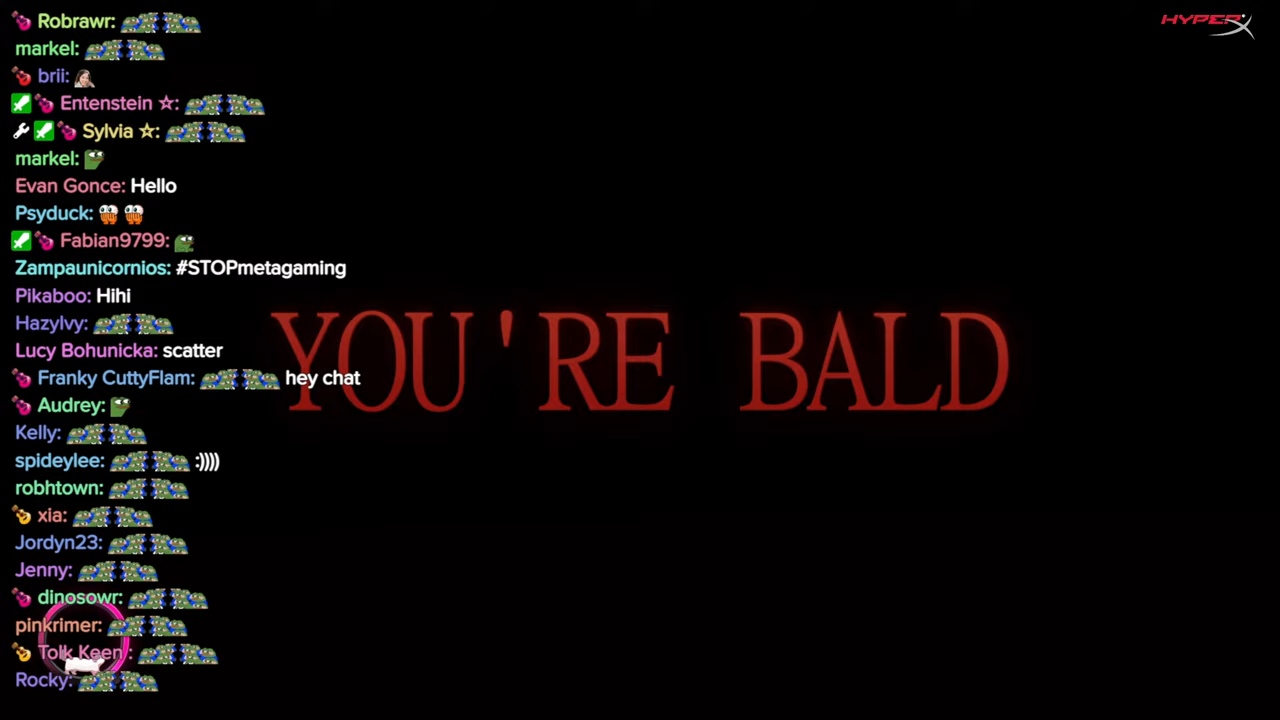 Robrawr:
HYPERX
markel:
brii:
Entenstein ☆:
Sylvia ☆:
markel:
Evan Gonce: Hello
Psyduck:
Fabian9799:
Zampaunicornios: #STOPmetagaming
Pikaboo: Hihi
HazyIvy:
Lucy Bohunicka: scatter
Franky CuttyFlam: hey chat
YOU'RE BALD
Audrey:
Kelly:
spideylee: :))))
robhtown:
xia:
Jordyn23:
Jenny:
dinosowr:
pinkrimer:
Tolk Keen :
Rocky: